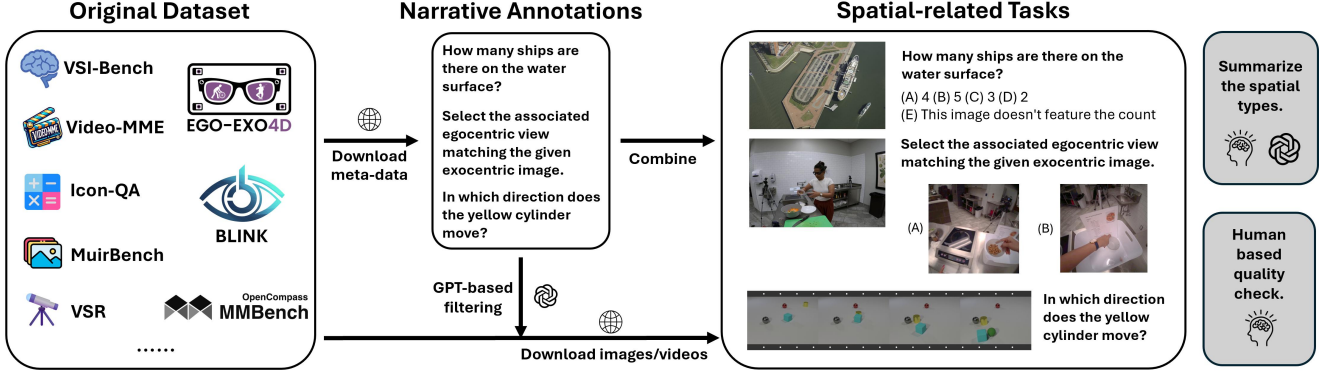 Original Dataset
VSI-Bench
VIDEO-MME
Video-MME
Icon-QA
MuirBench
VSR
EGO-EXO4D
BLINK
OpenCompass
MMBench
......
Download
meta-data
Narrative Annotations
How many ships are
there on the water
surface?
Select the associated
egocentric view
matching the given
exocentric image.
In which direction does
the yellow cylinder
move?
GPT-based
filtering
Combine
Download images/videos
Spatial-related Tasks
How many ships are there on the
water surface?
(A) 4 (B) 5 (C) 3 (D) 2
(E) This image doesn't feature the count
Select the associated egocentric view
matching the given exocentric image.
(A)
(B)
In which direction
does the yellow
cylinder move?
Summarize
the spatial
types.
Human
based
quality
check.